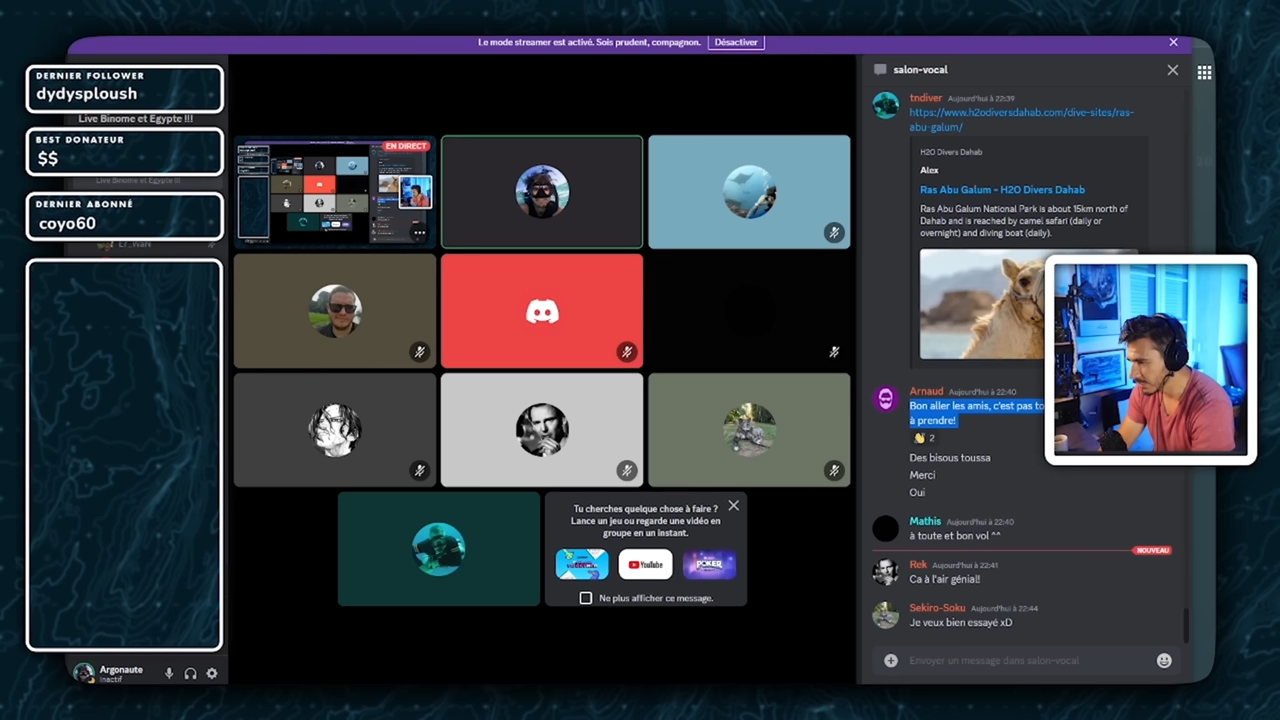 Le mode streamer est activé. Sois prudent, compagnon.
Désactiver
DERNIER FOLLOWER
dydysploush
Live Binome et Egypte !!!
BEST DONATEUR
$$
Live Binome et Egypte !!!
DERNIER ABONNÉ
coyo60
EN DIRECT
Tu cherches quelque chose à faire ?
Lance un jeu ou regarde une vidéo en
groupe en un instant.
YouTube
POKER
Ne plus afficher ce message.
Argonaute
Inactif
salon-vocal
tndiver Aujourd'hui à 22:39
https://www.h2odiversdahab.com/dive-sites/ras-
abu-galum/
H2O Divers Dahab
Alex
Ras Abu Galum - H2O Divers Dahab
Ras Abu Galum National Park is about 15km north of
Dahab and is reached by camel safari (daily or
overnight) and diving boat (daily).
Arnaud Aujourd'hui à 22:40
Bon aller les amis, c'est pas to
à prendre!
2
Des bisous toussa
Merci
Oui
Mathis Aujourd'hui à 22:40
à toute et bon vol ^^
NOUVEAU
Rek Aujourd'hui à 22:41
Ca à l'air génial!
Sekiro-Soku Aujourd'hui à 22:44
Je veux bien essayé xD
Envoyer un message dans salon-vocal